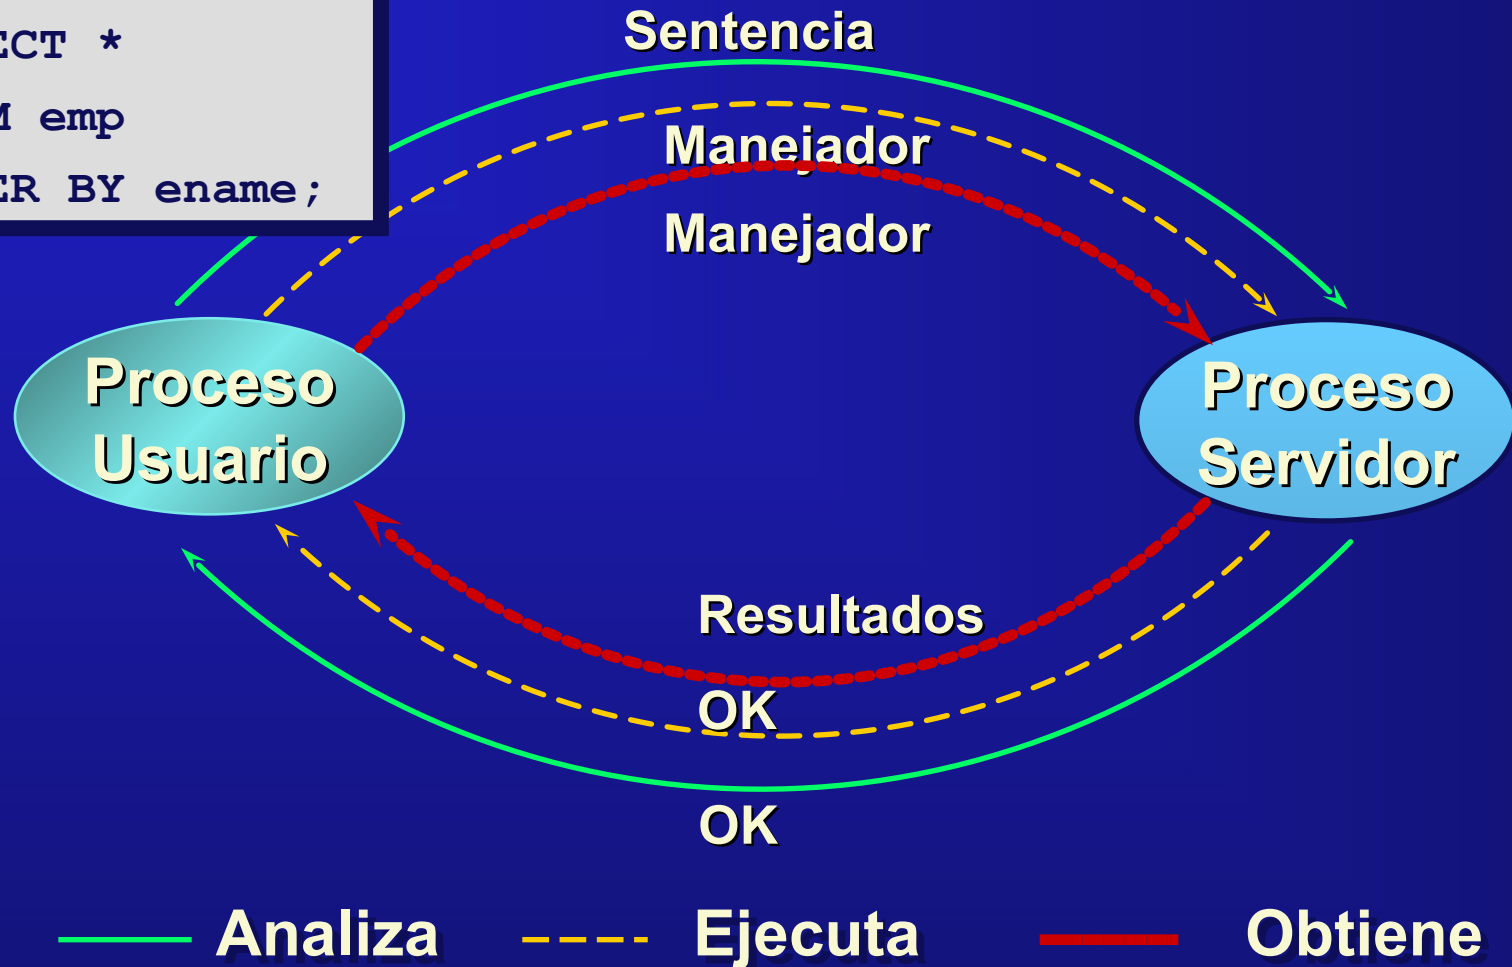 ECT *
M emp
ER BY ename;
Sentencia
Manejador
Manejador
Proceso
Usuario
Proceso
Servidor
Resultados
OK
OK
Analiza
Ejecuta
Obtiene